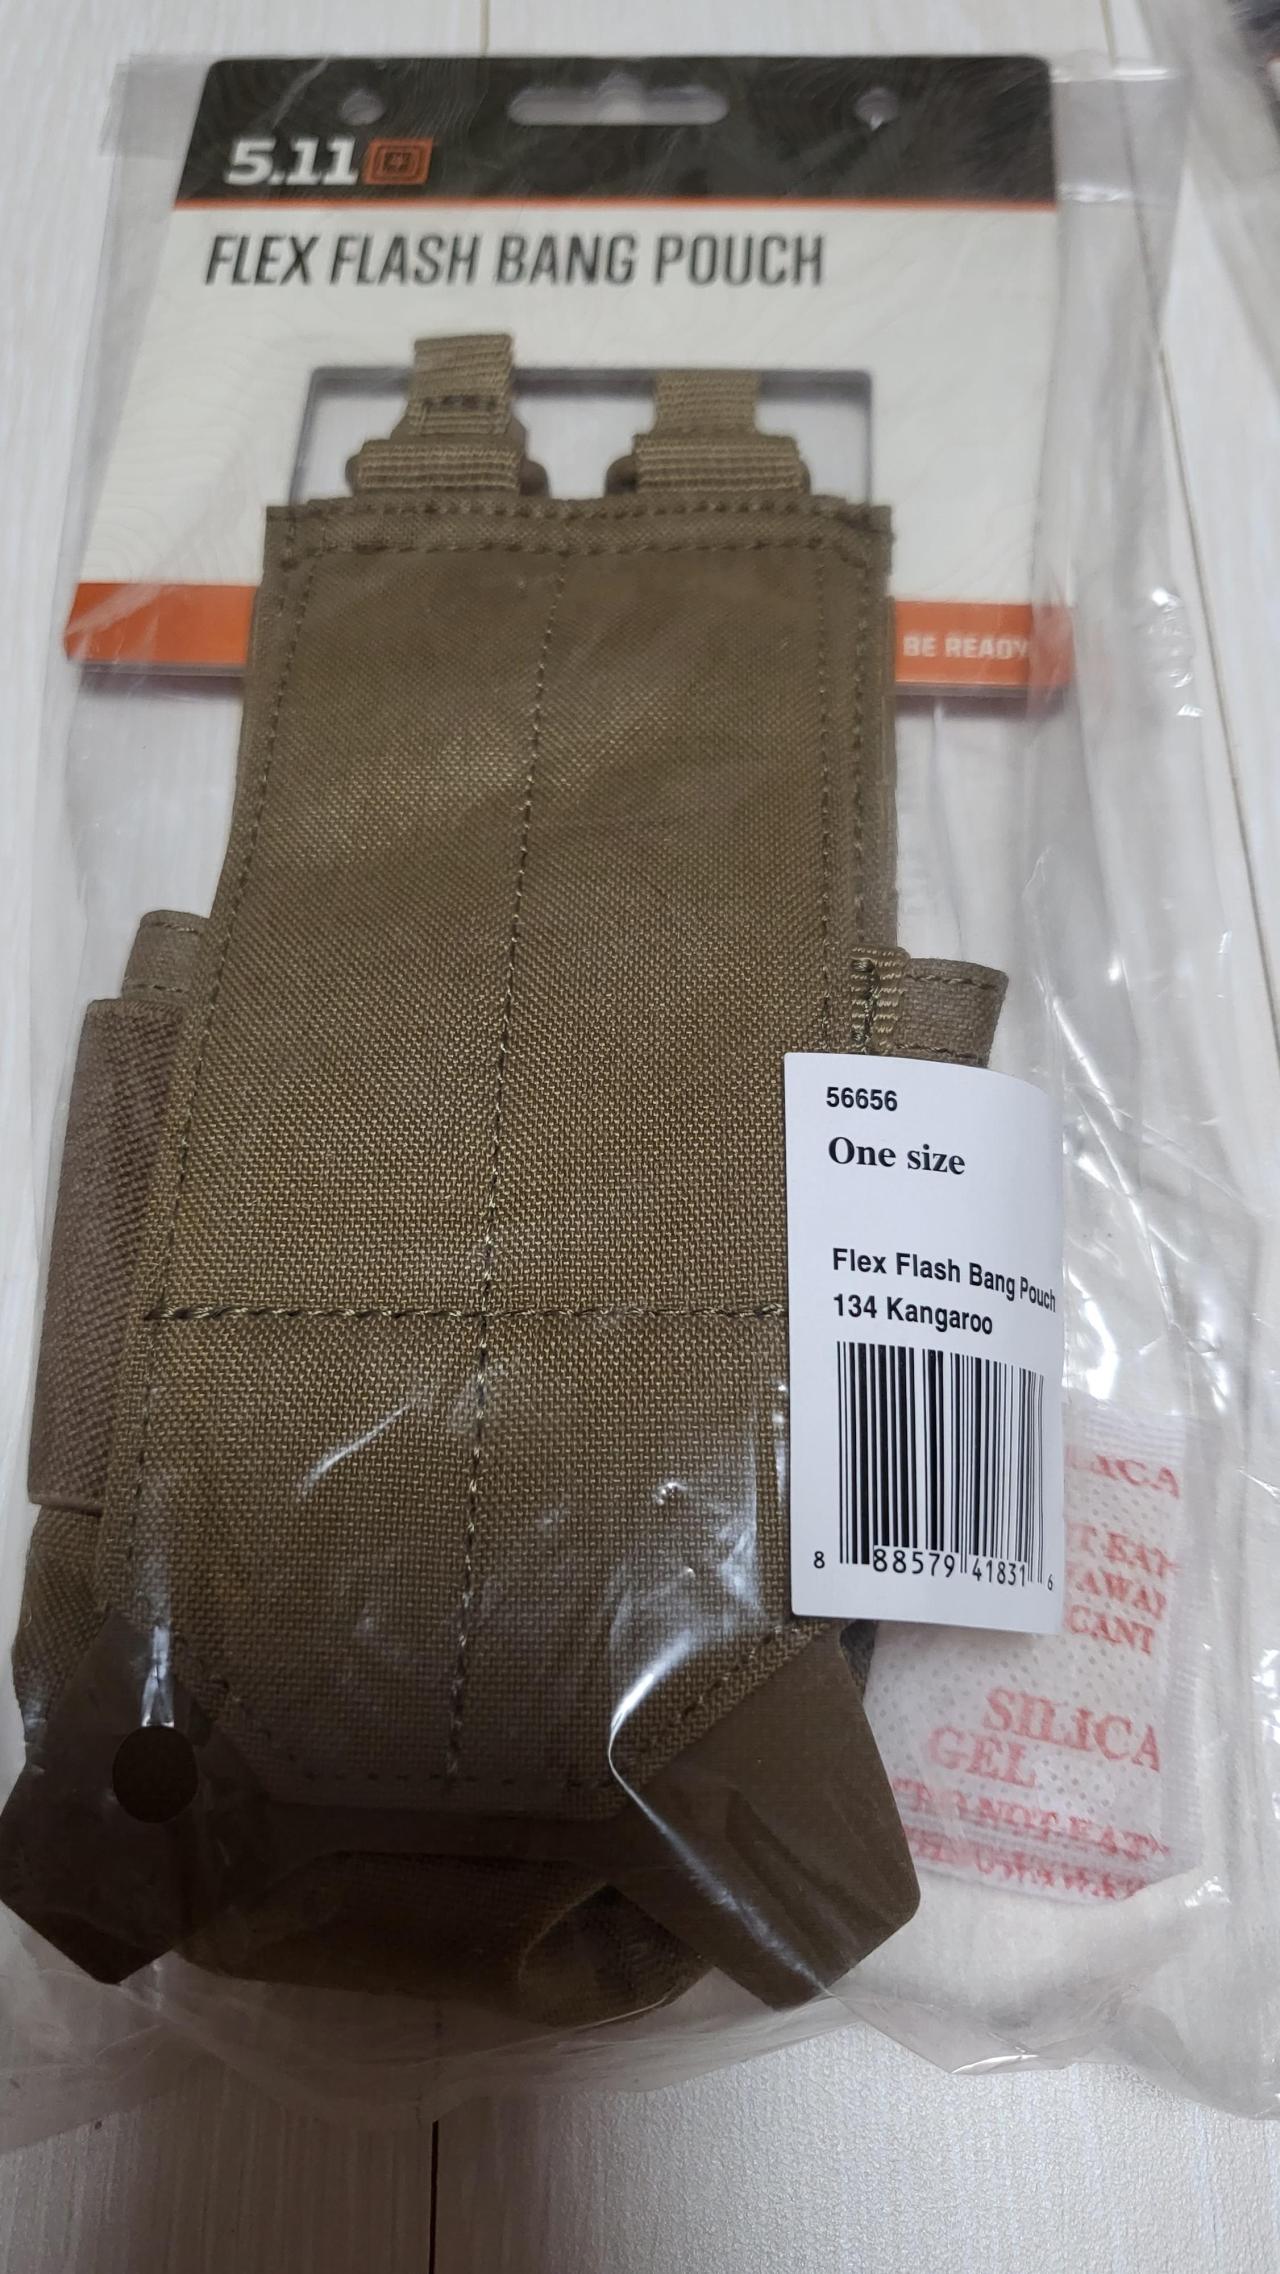 5.11
FLEX FLASH BANG POUCH
BE READY
56656
One size
Flex Flash Bang Pouch
134 Kangaroo
8 88579 41831 6
SILICA
GEL